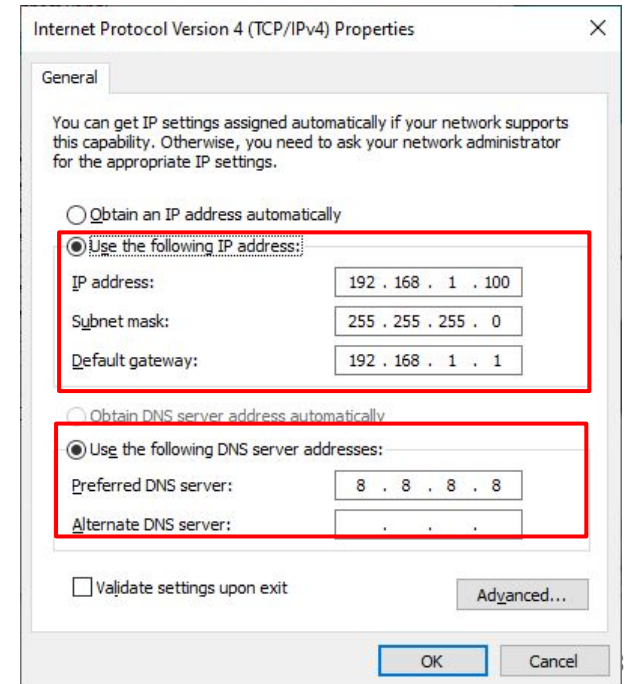 Internet Protocol Version 4 (TCP/IPv4) Properties
General
You can get IP settings assigned automatically if your network supports
this capability. Otherwise, you need to ask your network administrator
for the appropriate IP settings.
Obtain an IP address automatically
Use the following IP address:
IP address: 192 . 168 . 1 . 100
Subnet mask: 255 . 255 . 255 . 0
Default gateway: 192 . 168 . 1 . 1
Obtain DNS server address automatically
Use the following DNS server addresses:
Preferred DNS server: 8 . 8 . 8 . 8
Alternate DNS server: . . .
Validate settings upon exit
Advanced...
OK Cancel